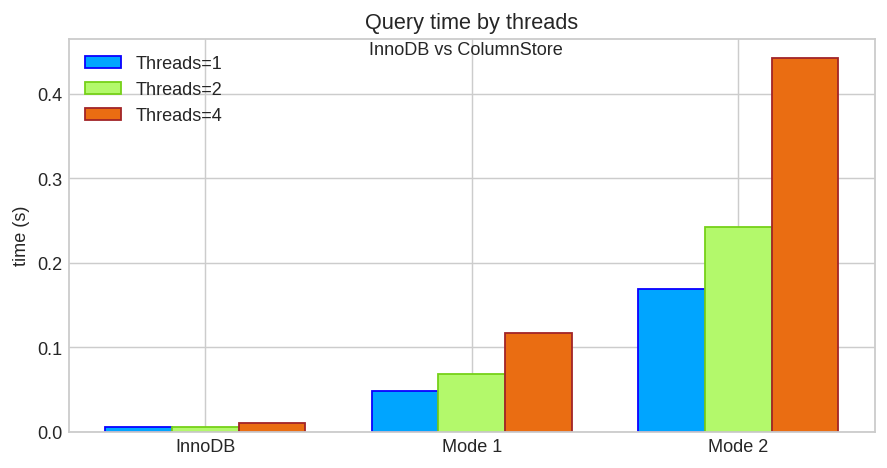 Query time by threads
InnoDB vs ColumnStore
Threads=1
Threads=2
Threads=4
time (s)
0.4
0.3
0.2
0.1
0.0
InnoDB
Mode 1
Mode 2